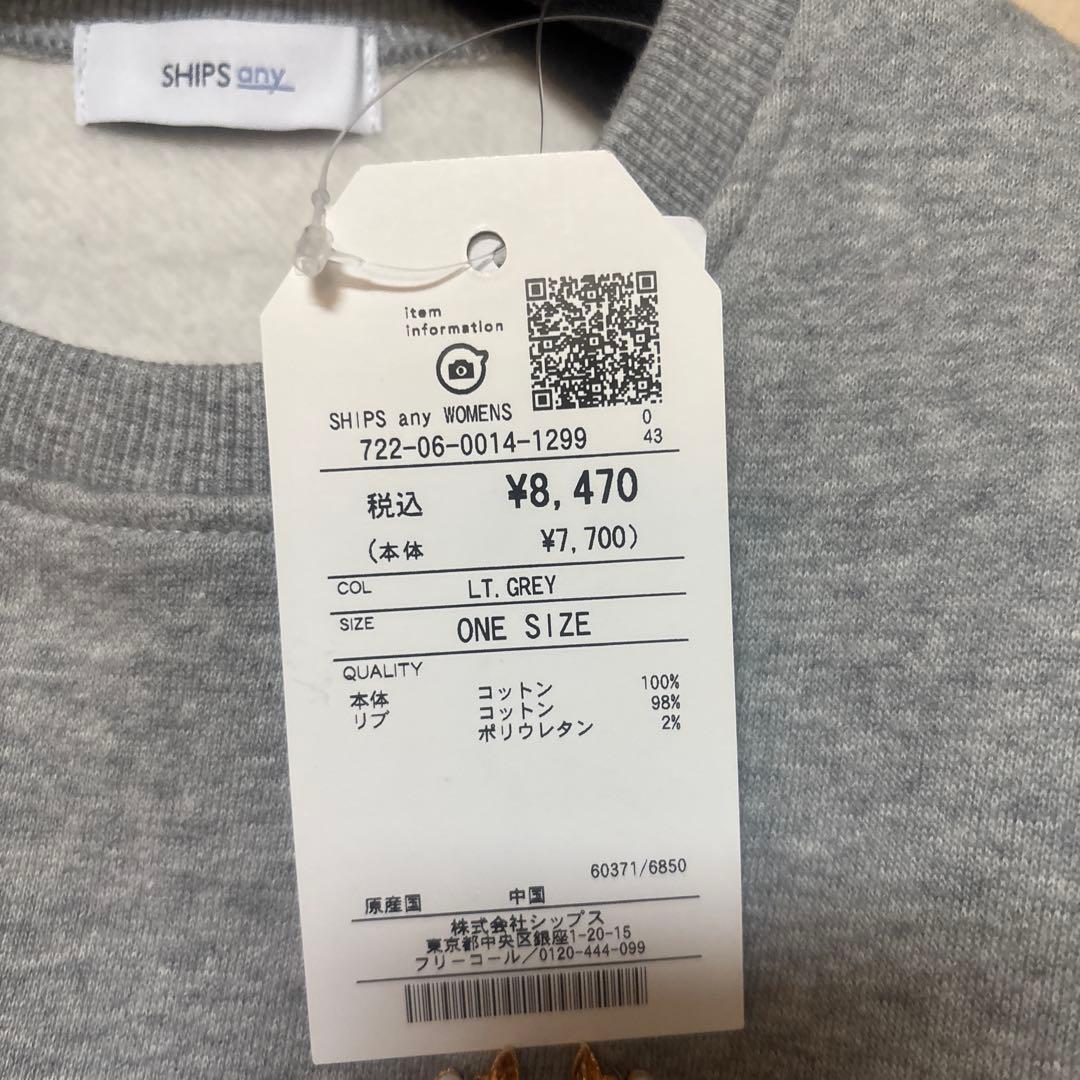 SHIPS any
item
information
SHIPS any WOMENS
0
722-06-0014-1299
43
税込 ¥8,470
(本体 ¥7,700)
COL LT.GREY
SIZE ONE SIZE
QUALITY
本体 コットン 100%
リブ コットン 98%
ポリウレタン 2%
60371/6850
原産国 中国
株式会社シップス
東京都中央区銀座1-20-15
フリーコール/0120-444-099